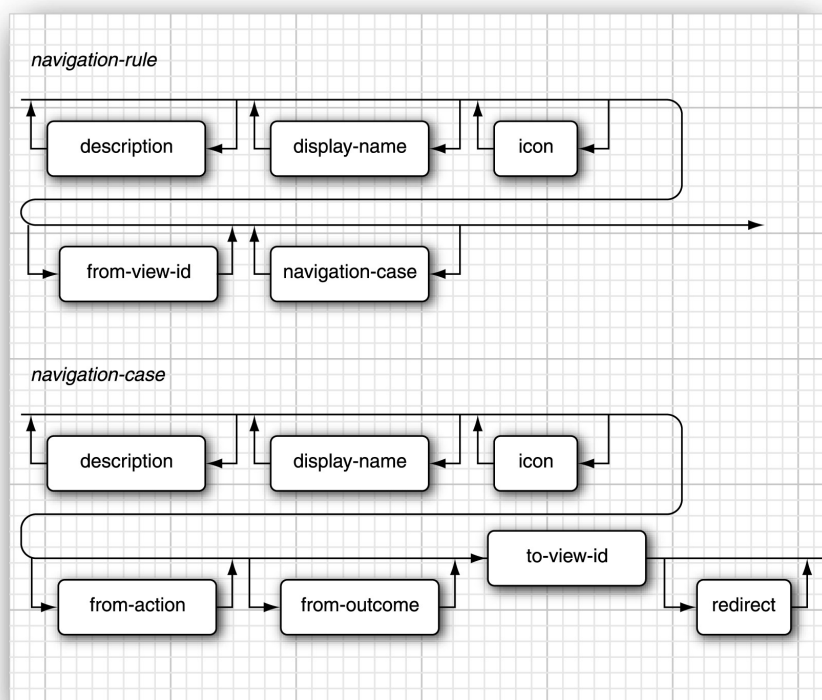 navigation-rule
description display-name icon
from-view-id navigation-case
navigation-case
description display-name icon
to-view-id
from-action from-outcome redirect